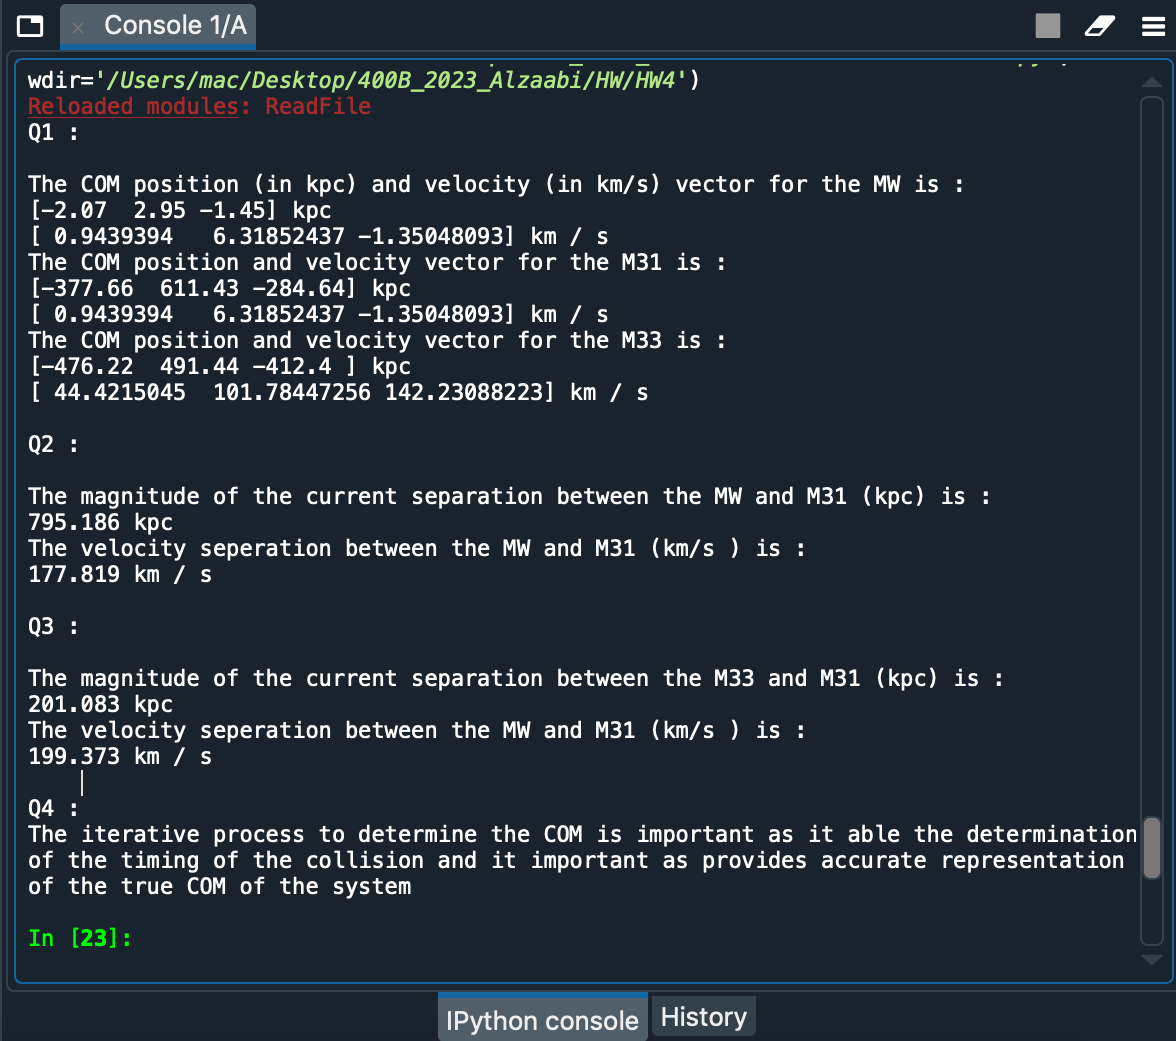 Console 1/A
wdir='/Users/mac/Desktop/400B_2023_Alzaabi/HW/HW4')
Reloaded modules: ReadFile
Q1 :
The COM position (in kpc) and velocity (in km/s) vector for the MW is :
[-2.07  2.95 -1.45] kpc
[ 0.9439394   6.31852437 -1.35048093] km / s
The COM position and velocity vector for the M31 is :
[-377.66  611.43 -284.64] kpc
[ 0.9439394   6.31852437 -1.35048093] km / s
The COM position and velocity vector for the M33 is :
[-476.22  491.44 -412.4 ] kpc
[ 44.4215045  101.78447256 142.23088223] km / s
Q2 :
The magnitude of the current separation between the MW and M31 (kpc) is :
795.186 kpc
The velocity seperation between the MW and M31 (km/s ) is :
177.819 km / s
Q3 :
The magnitude of the current separation between the M33 and M31 (kpc) is :
201.083 kpc
The velocity seperation between the MW and M31 (km/s ) is :
199.373 km / s
Q4 :
The iterative process to determine the COM is important as it able the determination
of the timing of the collision and it important as provides accurate representation
of the true COM of the system
In [23]:
IPython console
History